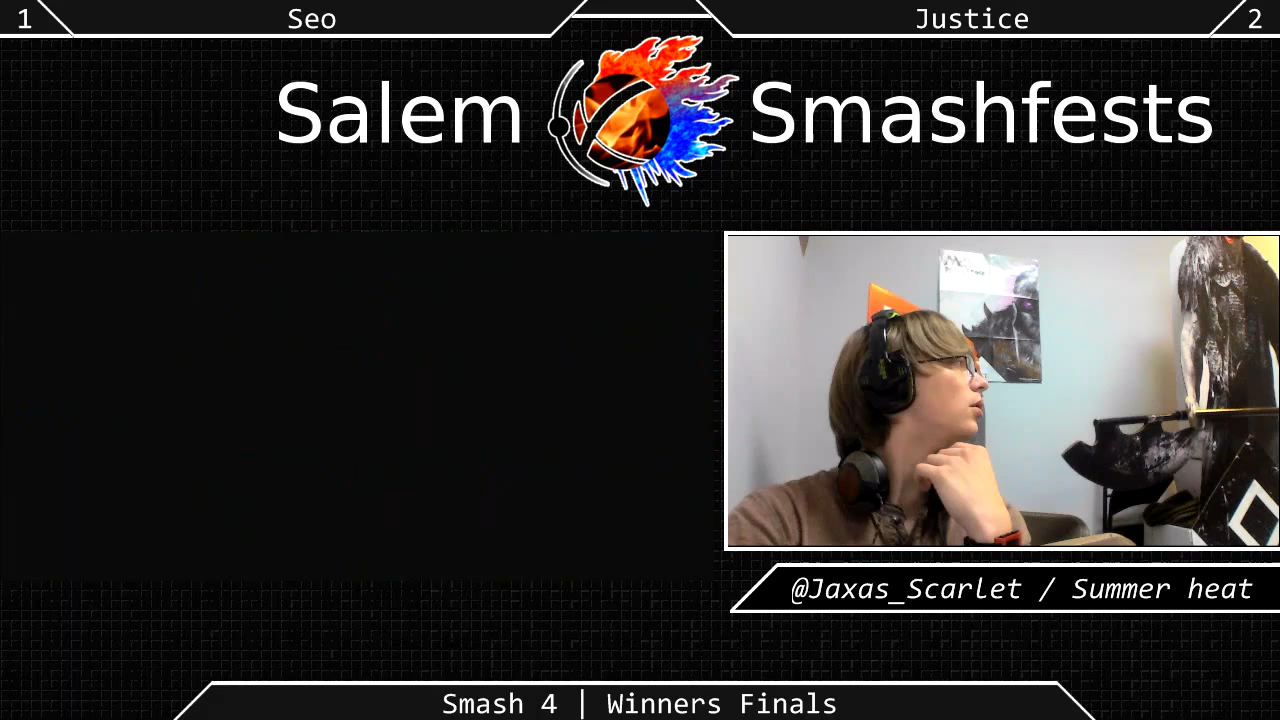 1 Seo Justice 2
Salem Smashfests
@Jaxas_Scarlet / Summer heat
Smash 4 | Winners Finals